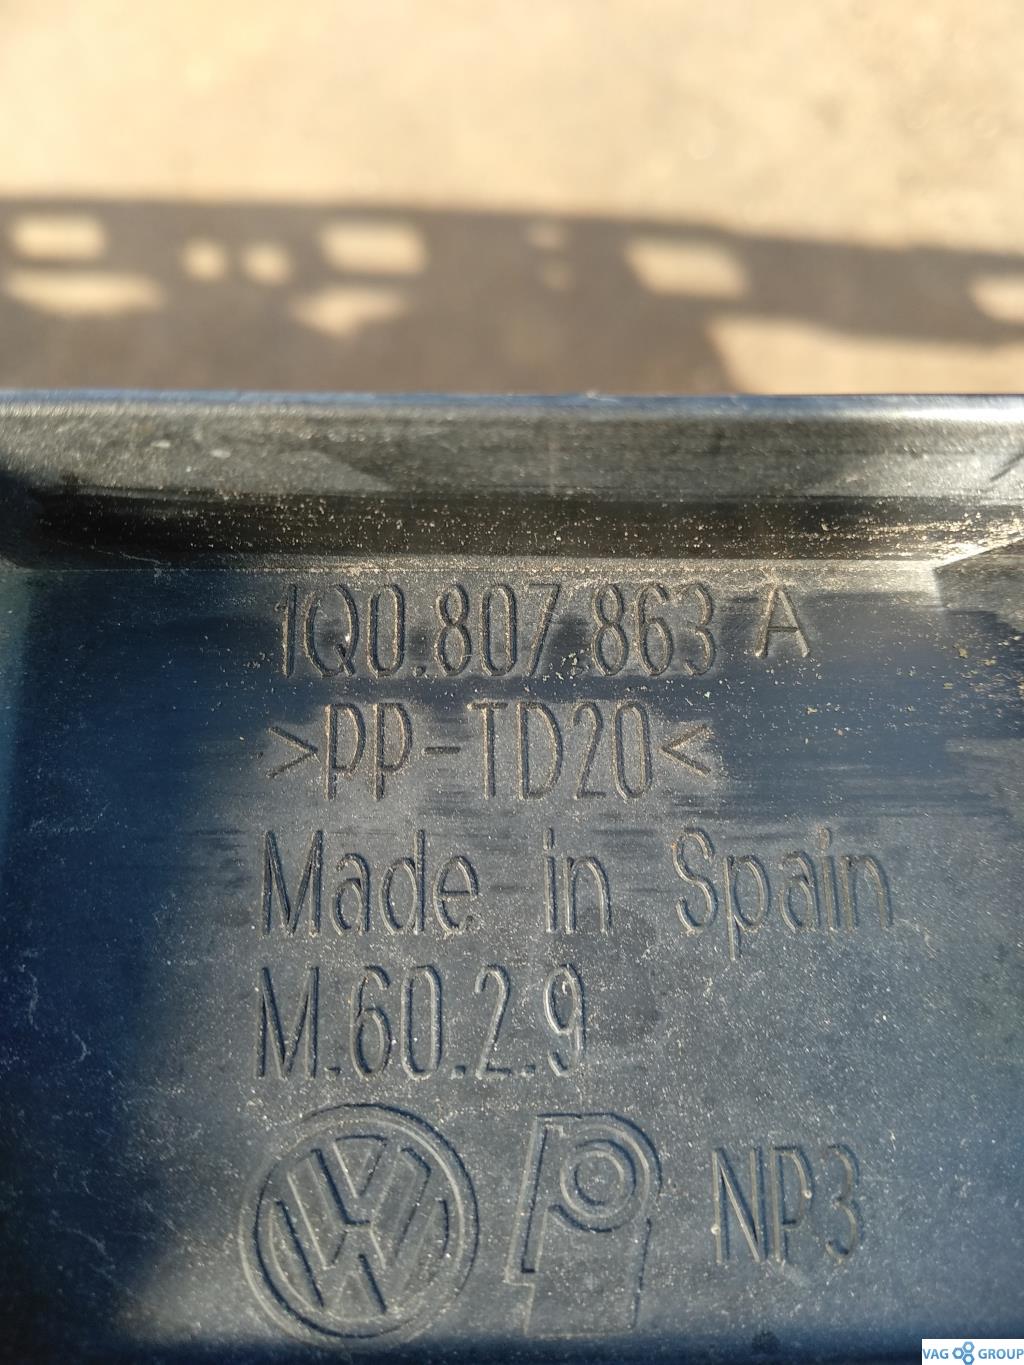 1Q0.807.863 A
>PP-TD20<
Made in Spain
M.60.2.9
NP3
VAG GROUP